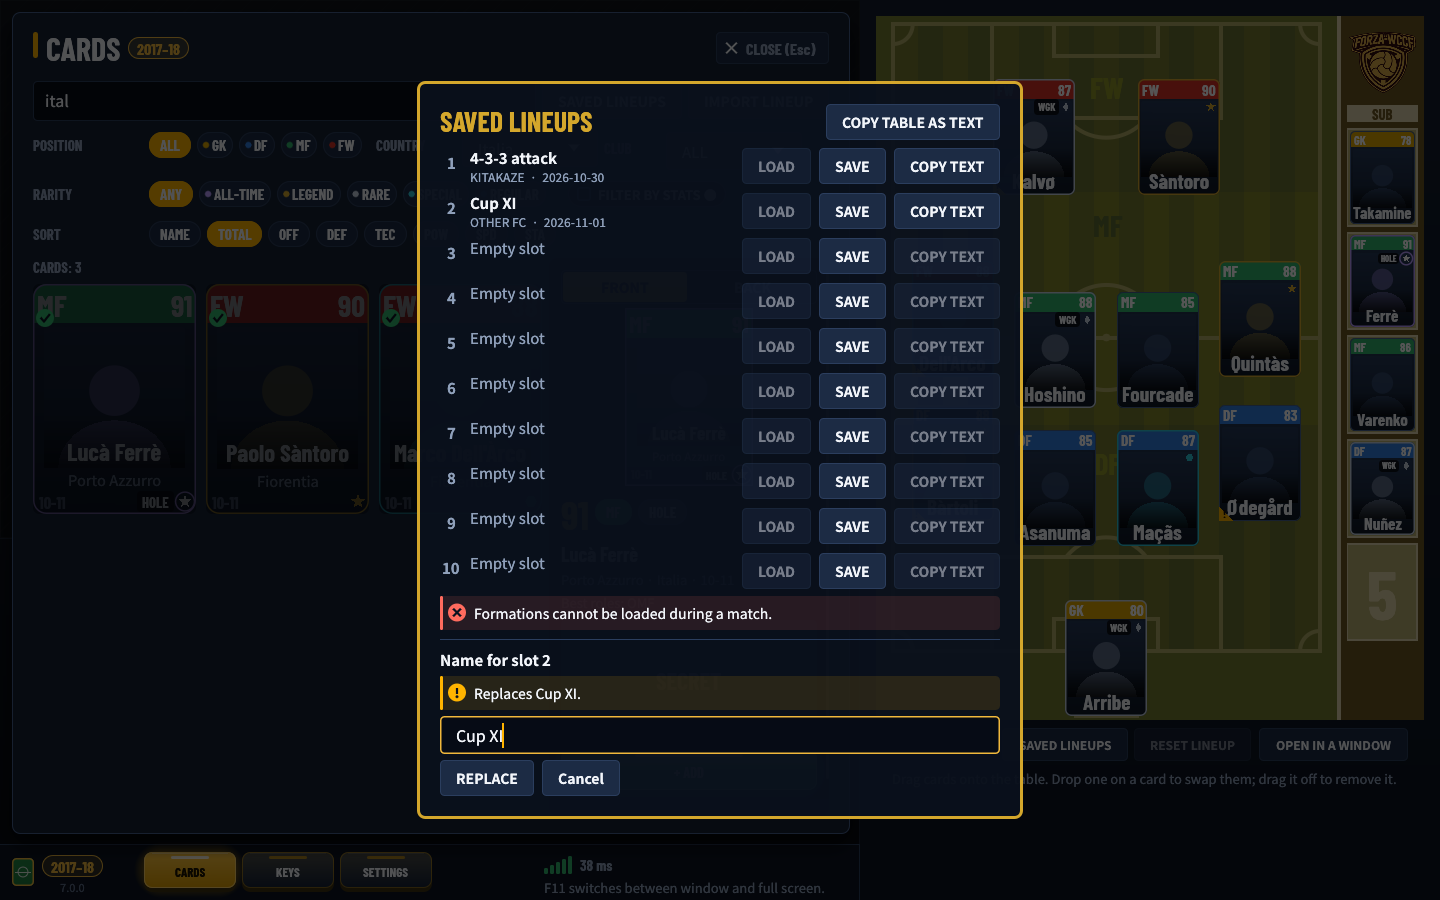 CARDS 2017-18
CLOSE (Esc)
ital
POSITION ALL GK DF MF FW
RARITY ANY ALL-TIME LEGEND RARE
SORT NAME TOTAL OFF DEF TEC
CARDS: 3
MF 91
Lucà Ferrè
Porto Azzurro
10-11 HOLE
FW 90
Paolo Sàntoro
Fiorentia
10-11
FW
10-11
SAVED LINEUPS
COPY TABLE AS TEXT
1 4-3-3 attack LOAD SAVE COPY TEXT
KITAKAZE · 2026-10-30
2 Cup XI LOAD SAVE COPY TEXT
OTHER FC · 2026-11-01
3 Empty slot LOAD SAVE COPY TEXT
4 Empty slot LOAD SAVE COPY TEXT
5 Empty slot LOAD SAVE COPY TEXT
6 Empty slot LOAD SAVE COPY TEXT
7 Empty slot LOAD SAVE COPY TEXT
8 Empty slot LOAD SAVE COPY TEXT
9 Empty slot LOAD SAVE COPY TEXT
10 Empty slot LOAD SAVE COPY TEXT
Formations cannot be loaded during a match.
Name for slot 2
Replaces Cup XI.
Cup XI
REPLACE Cancel
FORZA-WCCF
SUB
FW
MF
DF
87
WGK
FW 90
Sàntoro
MF 88
Quintàs
88
WGK
Hoshino
MF 85
Fourcade
85
Asanuma
DF 87
Maçãs
DF 83
Ødegård
GK 80
WGK
Arribe
GK 78
Takamine
MF 91
HOLE
Ferrè
MF 86
Varenko
DF 87
WGK
Nuñez
5
SAVED LINEUPS RESET LINEUP OPEN IN A WINDOW
Drop one on a card to swap them; drag it off to remove it.
2017-18
7.0.0
CARDS KEYS SETTINGS
38 ms
F11 switches between window and full screen.